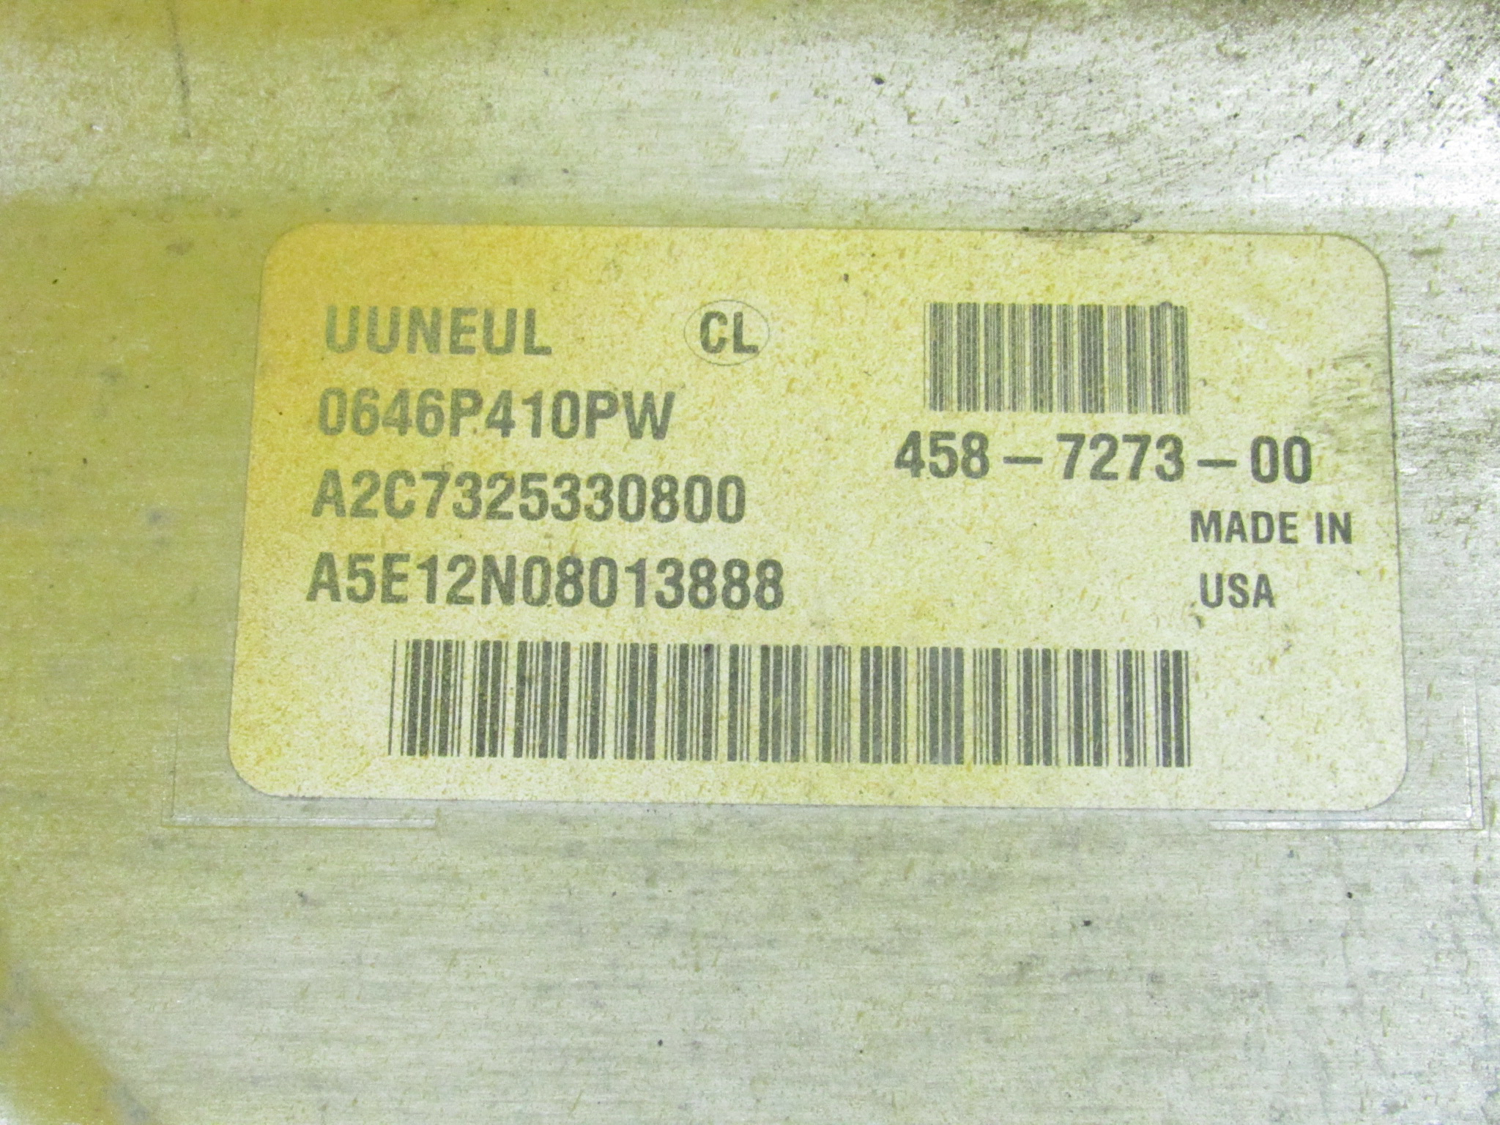 UUNEUL CL
0646P410PW
A2C7325330800
A5E12N08013888
458-7273-00
MADE IN
USA